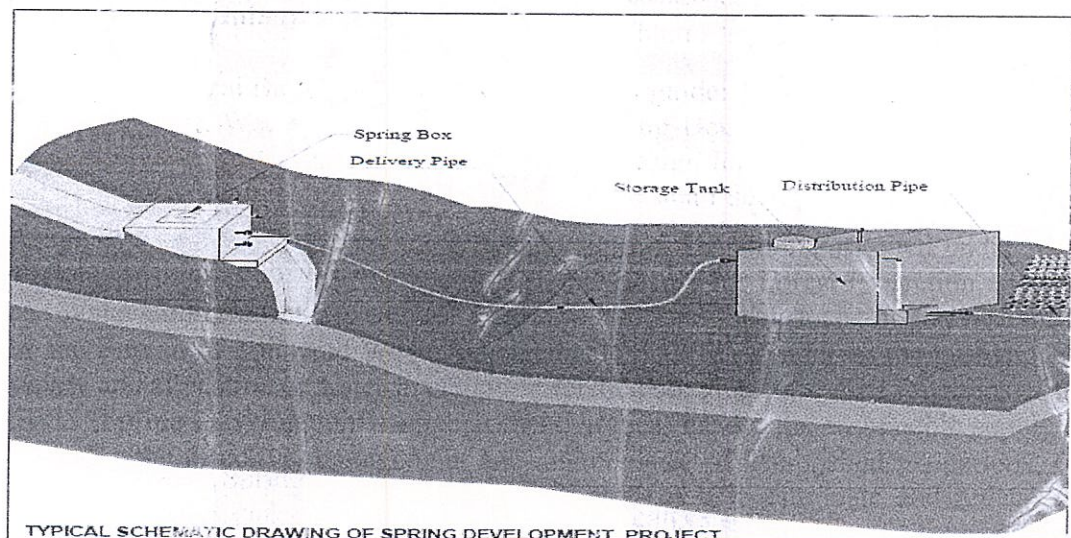 Spring Box
Delivery Pipe
Storage Tank
Distribution Pipe
TYPICAL SCHEMATIC DRAWING OF SPRING DEVELOPMENT PROJECT